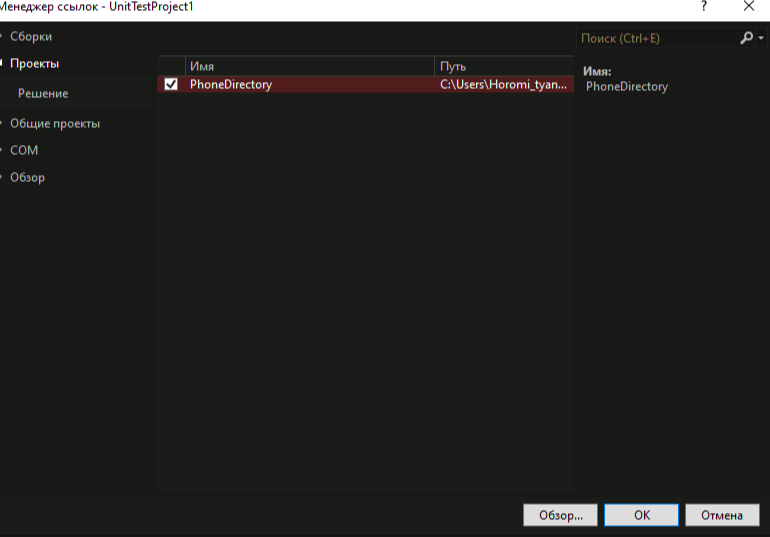 Менеджер ссылок - UnitTestProject1
?
Сборки
Проекты
Решение
Общие проекты
COM
Обзор
Имя Путь
PhoneDirectory C:\Users\Horomi_tyan...
Поиск (Ctrl+E)
Имя:
PhoneDirectory
Обзор... ОК Отмена